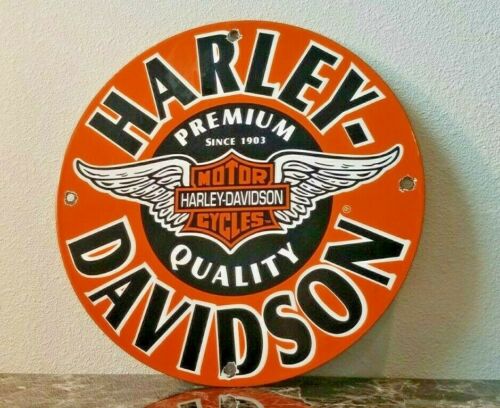 HARLEY-
PREMIUM
SINCE 1903
MOTOR
HARLEY-DAVIDSON
CYCLES
QUALITY
®
DAVIDSON